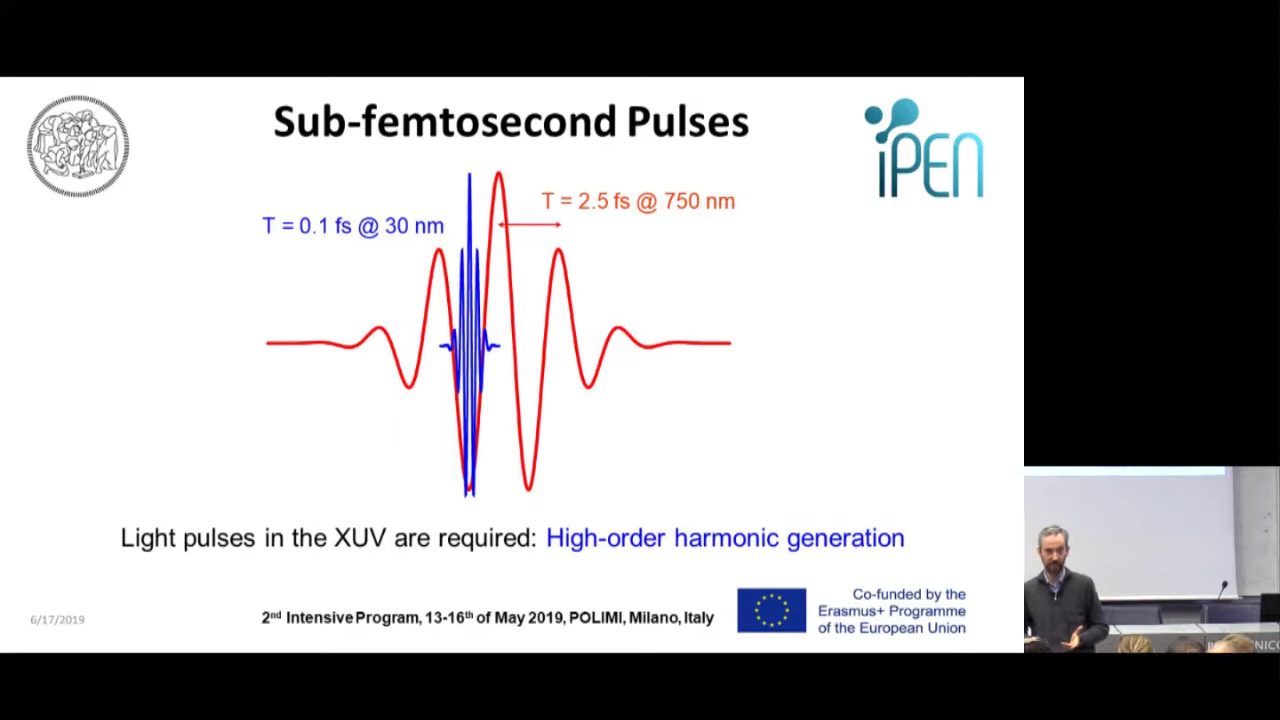 Sub-femtosecond Pulses
iPEN
T = 2.5 fs @ 750 nm
T = 0.1 fs @ 30 nm
Light pulses in the XUV are required: High-order harmonic generation
6/17/2019
2nd Intensive Program, 13-16th of May 2019, POLIMI, Milano, Italy
Co-funded by the
Erasmus+ Programme
of the European Union